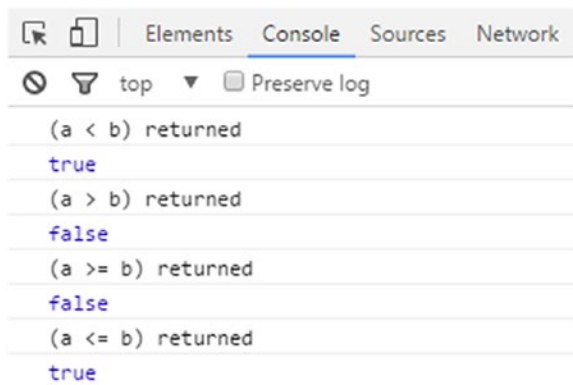 Elements Console Sources Network
top ▼ Preserve log
(a < b) returned
true
(a > b) returned
false
(a >= b) returned
false
(a <= b) returned
true